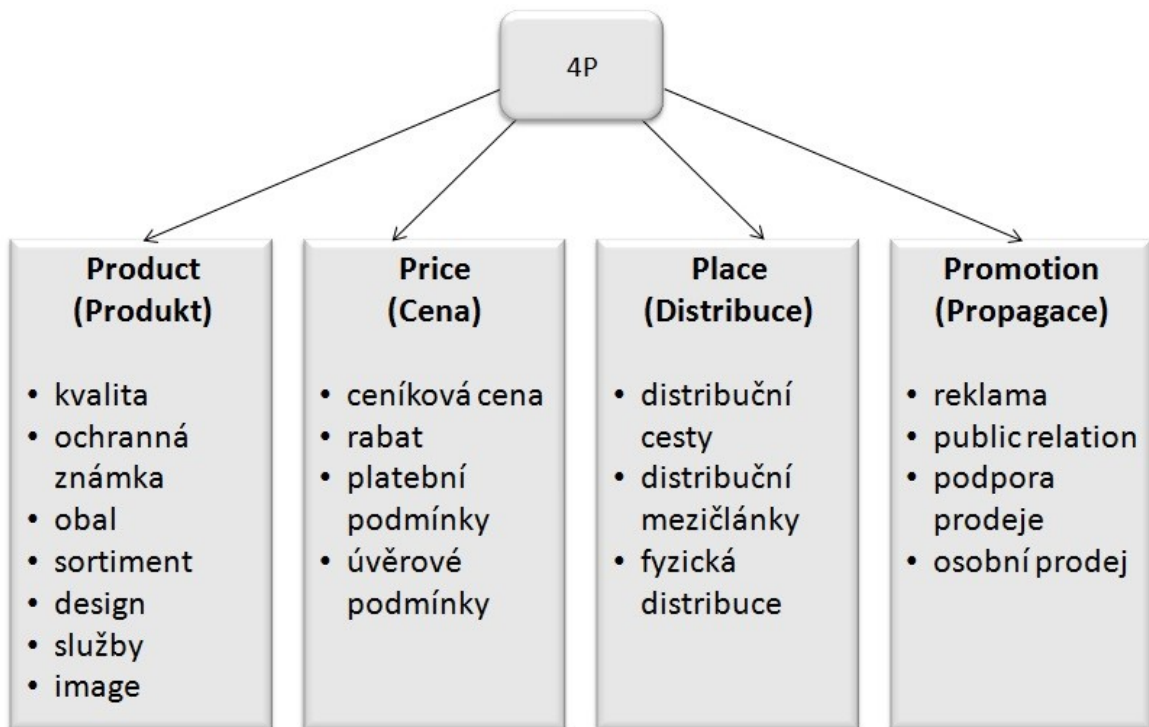 4P
Product
(Produkt)
• kvalita
• ochranná
známka
• obal
• sortiment
• design
• služby
• image
Price
(Cena)
• ceníková cena
• rabat
• platební
podmínky
• úvěrové
podmínky
Place
(Distribuce)
• distribuční
cesty
• distribuční
mezičlánky
• fyzická
distribuce
Promotion
(Propagace)
• reklama
• public relation
• podpora
prodeje
• osobní prodej